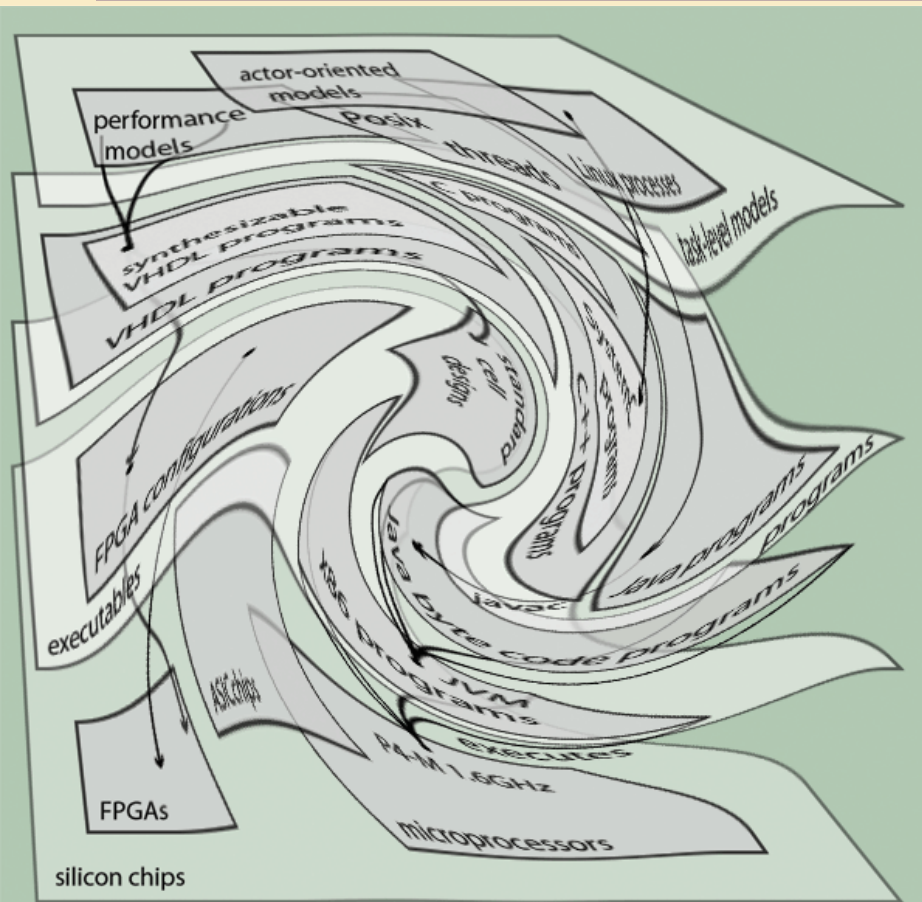 actor-oriented
models
performance
models
Posix
threads
Linux processes
task-level models
synthesizable
VHDL programs
VHDL programs
C programs
SystemC
programs
C++ programs
standard
cell
designs
FPGA configurations
Java programs
programs
executables
x86 programs
Java byte code programs
javac
JVM
executes
ASIC chips
P4-M 1.6GHz
microprocessors
FPGAs
silicon chips